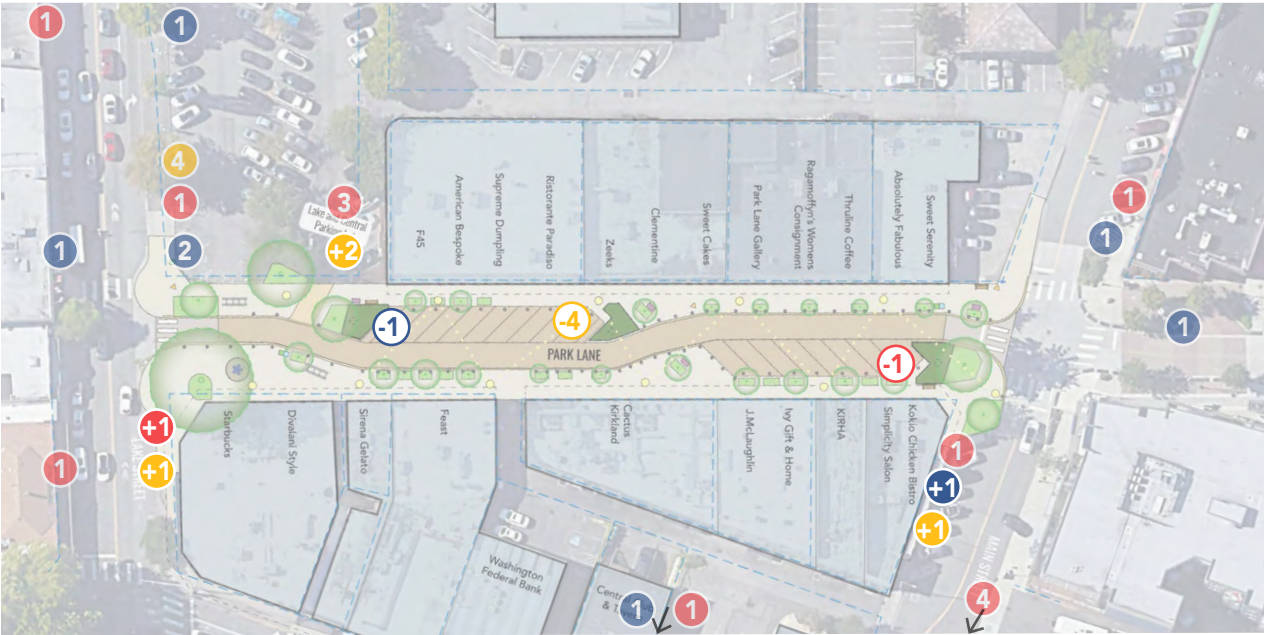 1
1
4
1
3
Lake and Central
1
2
+2
1
1
1
F45
American Bespoke
Supreme Dumpling
Ristorante Paradiso
Zeeks
Clementine
Sweet Cakes
Park Lane Gallery
Ragamoffyn's Womens
Consignment
Thruline Coffee
Absolutely Fabulous
Sweet Serenity
-1
-4
PARK LANE
-1
+1
+1
1
Starbucks
Divaiani Style
Sirena Gelato
Feast
Cactus
Kirkland
J.McLaughlin
Ivy Gift & Home
KIRHA
Simplicity Salon
Kokio Chicken Bistro
1
+1
+1
Washington
Federal Bank
1
1
4